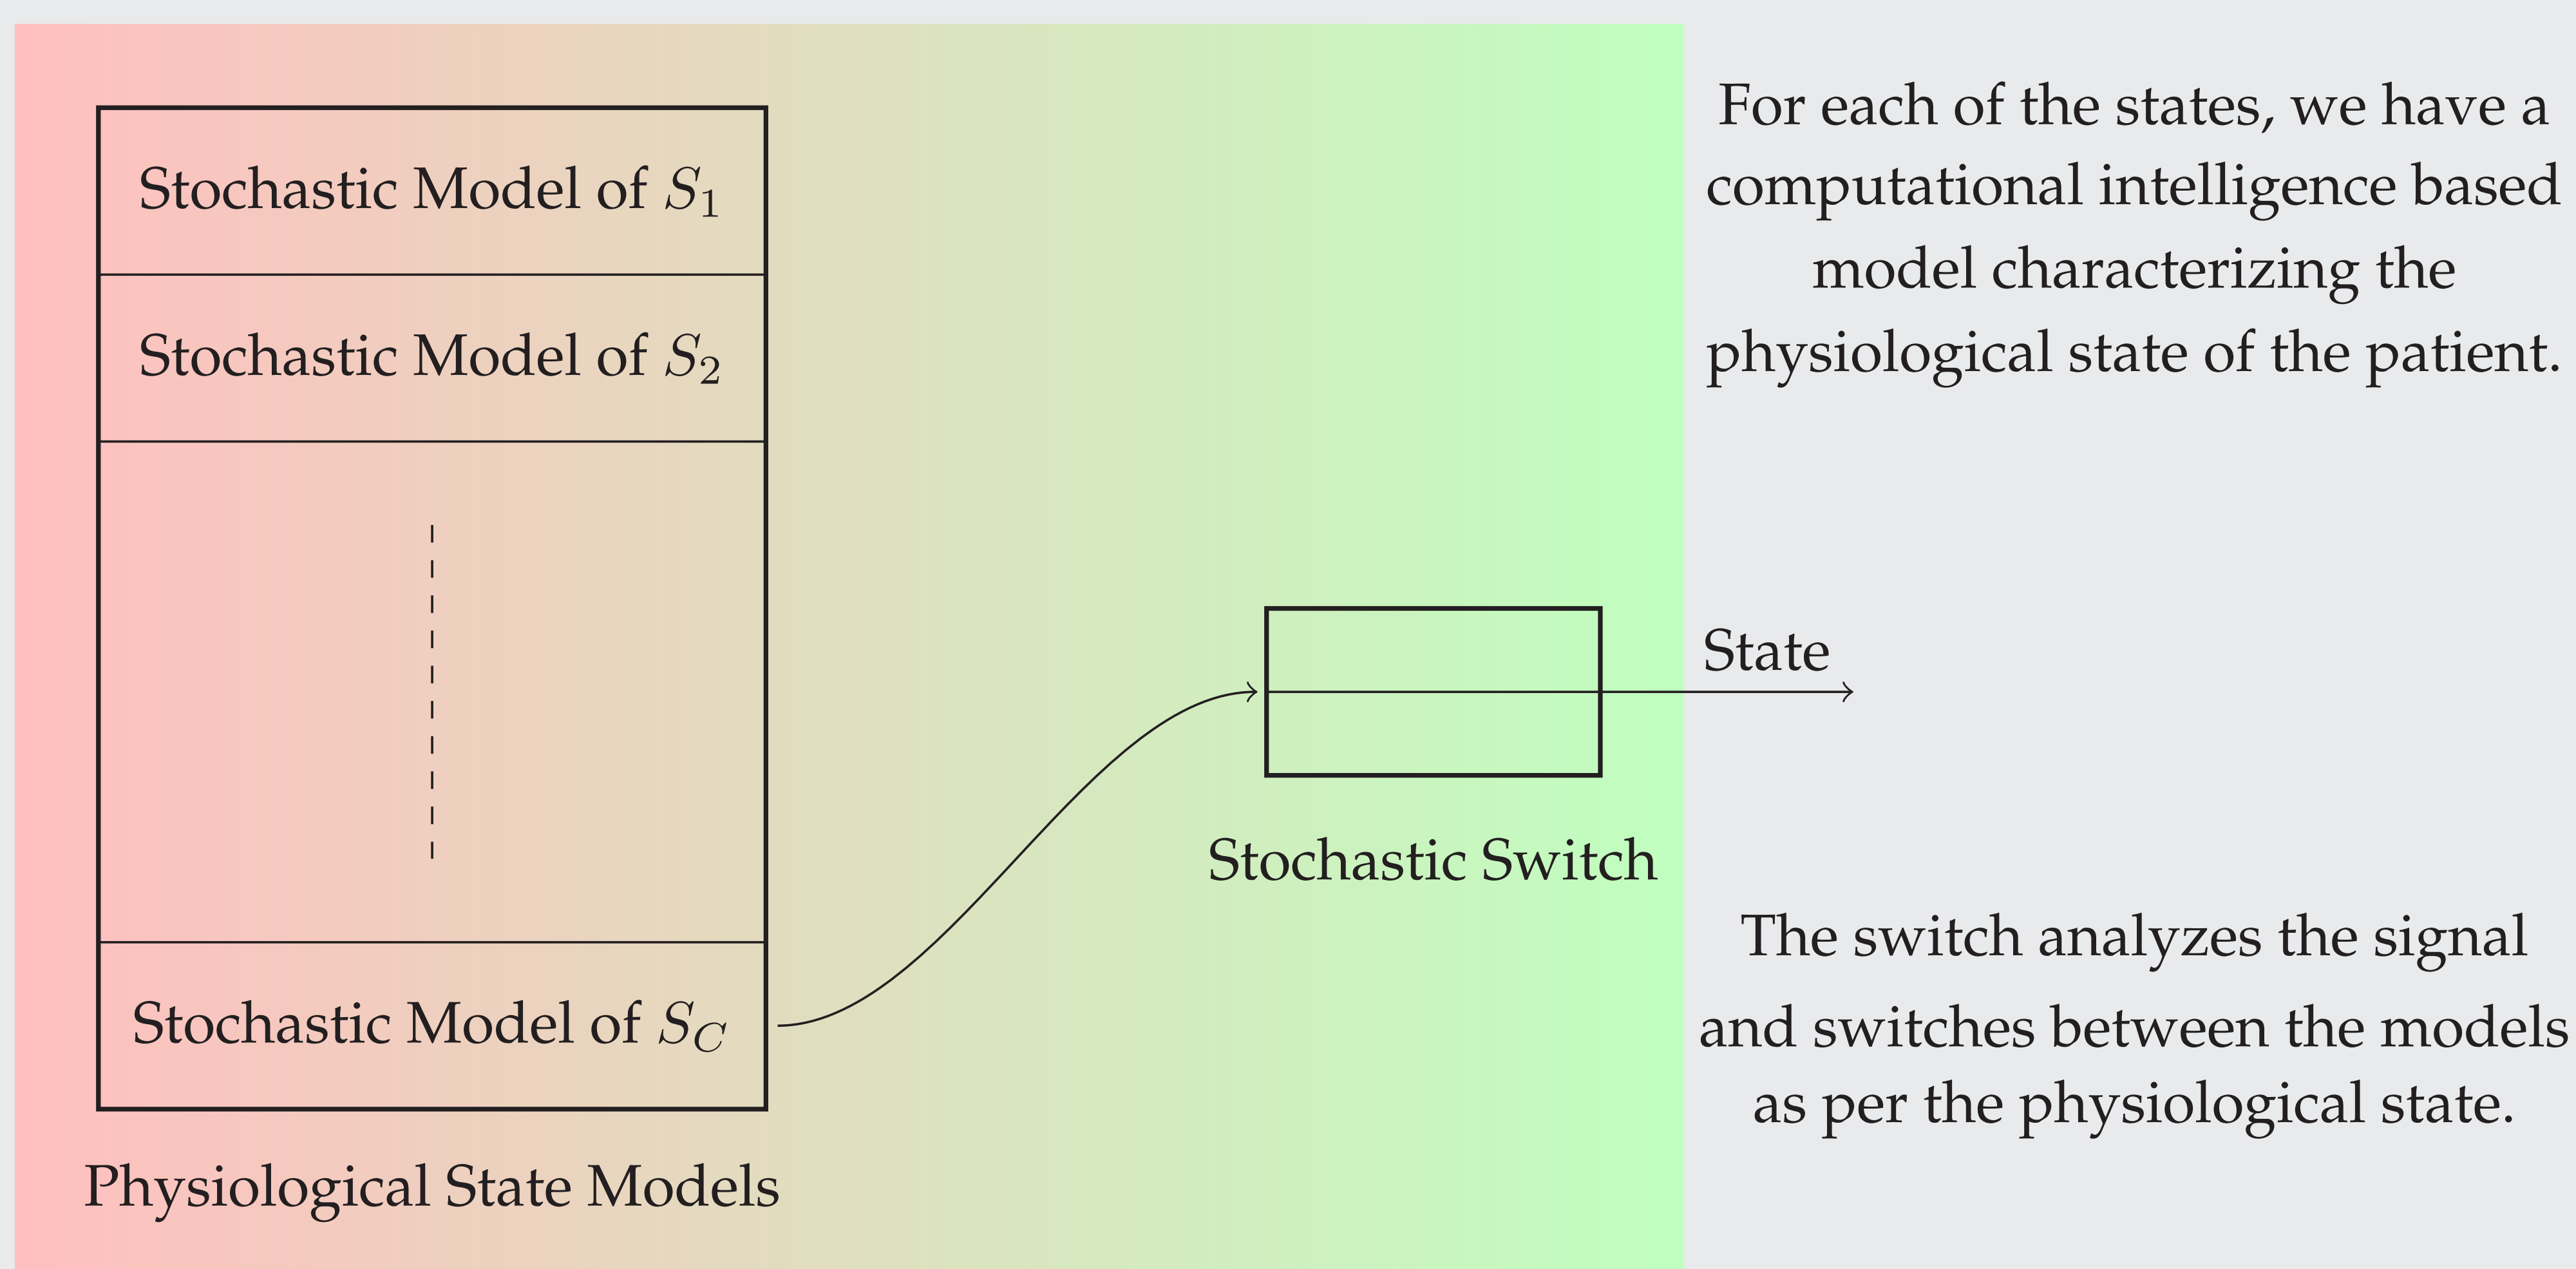 Stochastic Model of S₁
Stochastic Model of S₂
Stochastic Model of S_C
Physiological State Models
Stochastic Switch
State
For each of the states, we have a
computational intelligence based
model characterizing the
physiological state of the patient.
The switch analyzes the signal
and switches between the models
as per the physiological state.